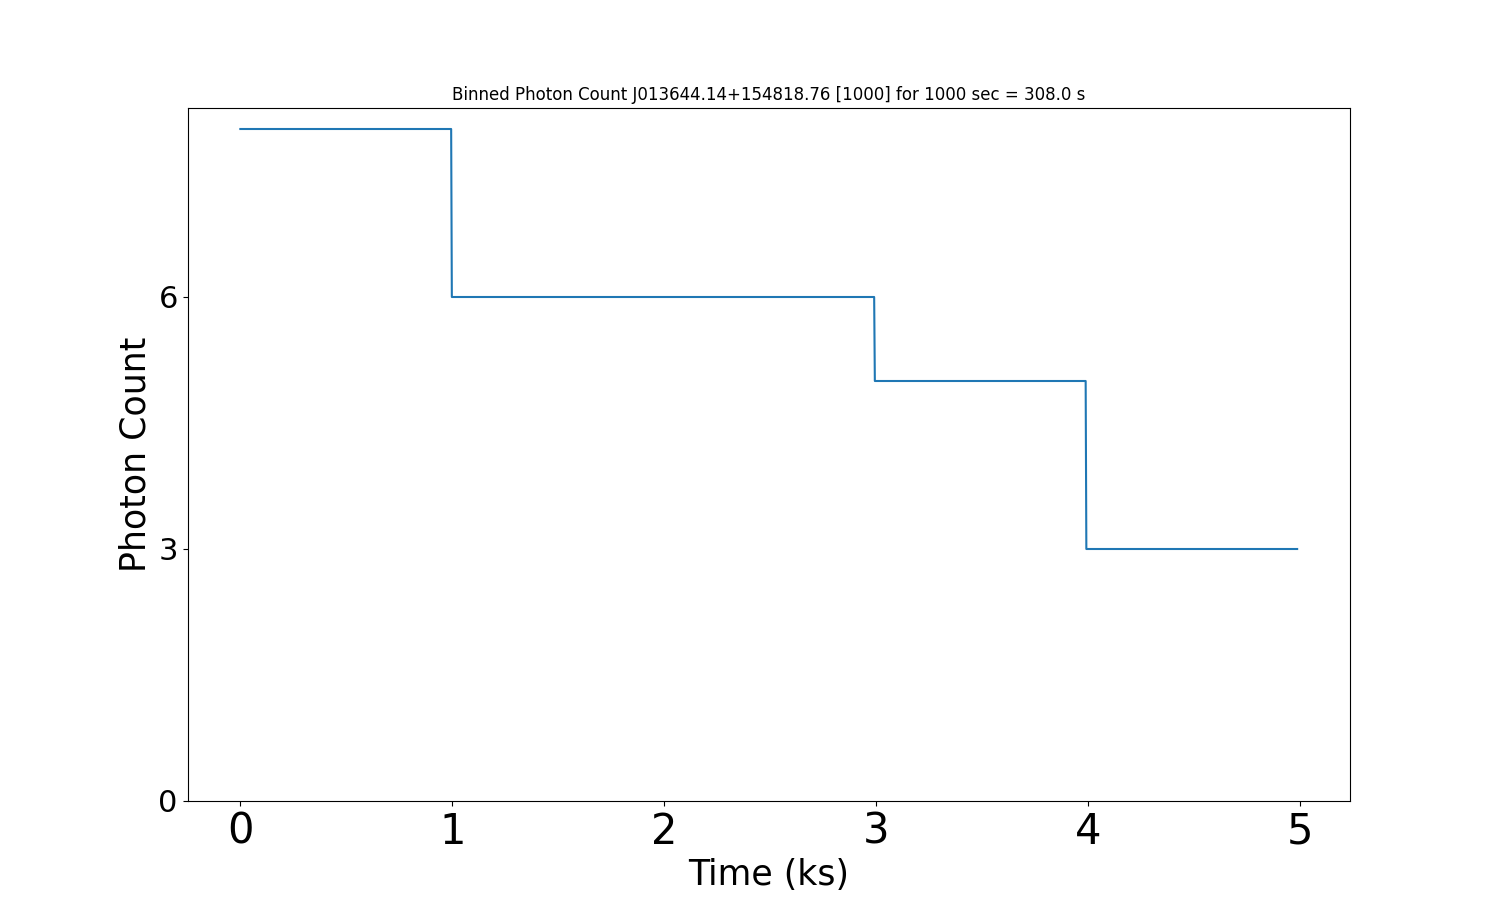 Binned Photon Count J013644.14+154818.76 [1000] for 1000 sec = 308.0 s
Photon Count
6
3
0
0 1 2 3 4 5
Time (ks)